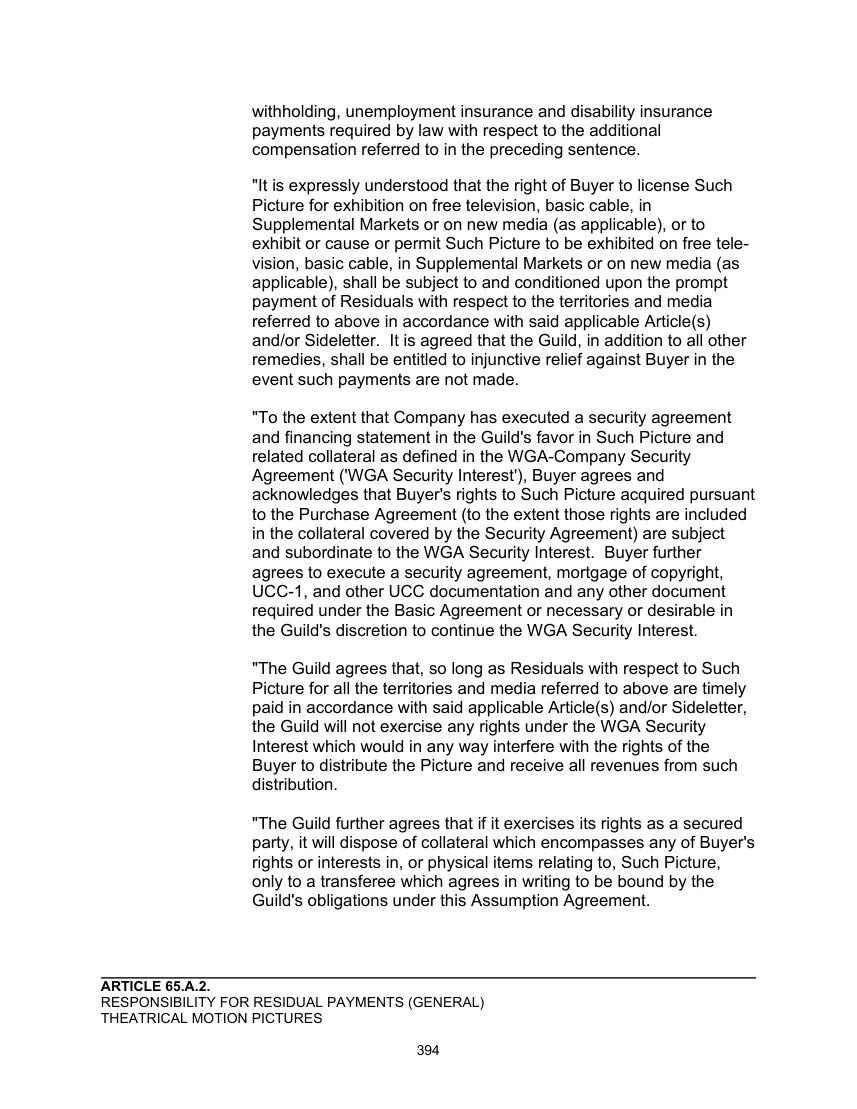 withholding, unemployment insurance and disability insurance
payments required by law with respect to the additional
compensation referred to in the preceding sentence.
"It is expressly understood that the right of Buyer to license Such
Picture for exhibition on free television, basic cable, in
Supplemental Markets or on new media (as applicable), or to
exhibit or cause or permit Such Picture to be exhibited on free tele-
vision, basic cable, in Supplemental Markets or on new media (as
applicable), shall be subject to and conditioned upon the prompt
payment of Residuals with respect to the territories and media
referred to above in accordance with said applicable Article(s)
and/or Sideletter.  It is agreed that the Guild, in addition to all other
remedies, shall be entitled to injunctive relief against Buyer in the
event such payments are not made.
"To the extent that Company has executed a security agreement
and financing statement in the Guild's favor in Such Picture and
related collateral as defined in the WGA-Company Security
Agreement ('WGA Security Interest'), Buyer agrees and
acknowledges that Buyer's rights to Such Picture acquired pursuant
to the Purchase Agreement (to the extent those rights are included
in the collateral covered by the Security Agreement) are subject
and subordinate to the WGA Security Interest.  Buyer further
agrees to execute a security agreement, mortgage of copyright,
UCC-1, and other UCC documentation and any other document
required under the Basic Agreement or necessary or desirable in
the Guild's discretion to continue the WGA Security Interest.
"The Guild agrees that, so long as Residuals with respect to Such
Picture for all the territories and media referred to above are timely
paid in accordance with said applicable Article(s) and/or Sideletter,
the Guild will not exercise any rights under the WGA Security
Interest which would in any way interfere with the rights of the
Buyer to distribute the Picture and receive all revenues from such
distribution.
"The Guild further agrees that if it exercises its rights as a secured
party, it will dispose of collateral which encompasses any of Buyer's
rights or interests in, or physical items relating to, Such Picture,
only to a transferee which agrees in writing to be bound by the
Guild's obligations under this Assumption Agreement.
ARTICLE 65.A.2.
RESPONSIBILITY FOR RESIDUAL PAYMENTS (GENERAL)
THEATRICAL MOTION PICTURES
394